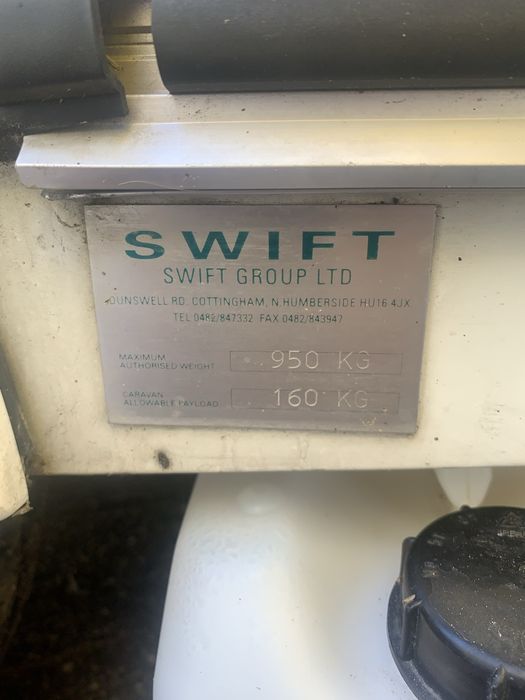 SWIFT
SWIFT GROUP LTD
DUNSWELL RD. COTTINGHAM, N.HUMBERSIDE HU16 4JX
TEL 0482/847332 FAX 0482/843947
MAXIMUM
AUTHORISED WEIGHT 950 KG
CARAVAN
ALLOWABLE PAYLOAD 160 KG